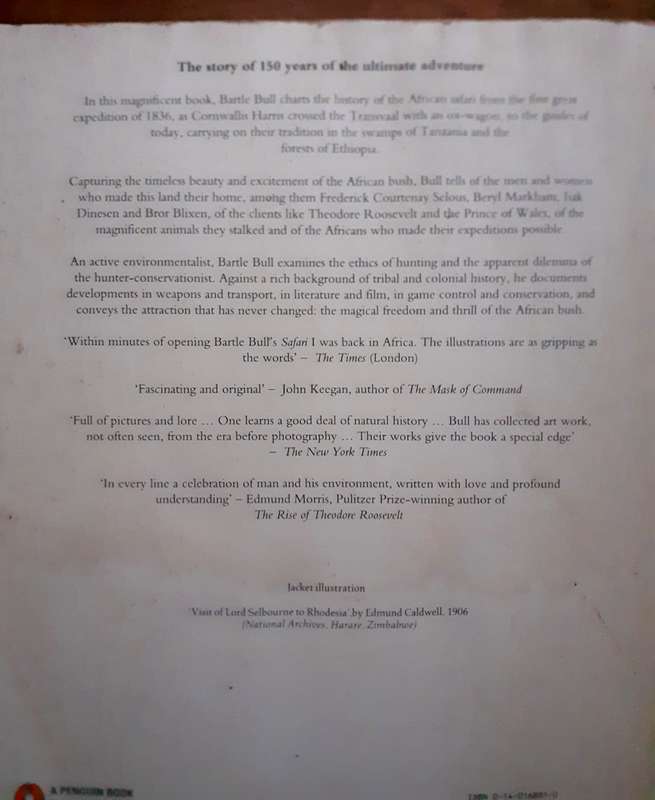 The story of 150 years of the ultimate adventure
In this magnificent book, Bartle Bull charts the history of the African safari from the first great
expedition of 1836, as Cornwallis Harris crossed the Transvaal with an ox-wagon, to the guides of
today, carrying on their tradition in the swamps of Tanzania and the
forests of Ethiopia.
Capturing the timeless beauty and excitement of the African bush, Bull tells of the men and women
who made this land their home, among them Frederick Courtenay Selous, Beryl Markham, Isak
Dinesen and Bror Blixen, of the clients like Theodore Roosevelt and the Prince of Wales, of the
magnificent animals they stalked and of the Africans who made their expeditions possible.
An active environmentalist, Bartle Bull examines the ethics of hunting and the apparent dilemma of
the hunter-conservationist. Against a rich background of tribal and colonial history, he documents
developments in weapons and transport, in literature and film, in game control and conservation, and
conveys the attraction that has never changed: the magical freedom and thrill of the African bush.
'Within minutes of opening Bartle Bull's Safari I was back in Africa. The illustrations are as gripping as
the words' – The Times (London)
'Fascinating and original' – John Keegan, author of The Mask of Command
'Full of pictures and lore … One learns a good deal of natural history … Bull has collected art work,
not often seen, from the era before photography … Their works give the book a special edge'
– The New York Times
'In every line a celebration of man and his environment, written with love and profound
understanding' – Edmund Morris, Pulitzer Prize-winning author of
The Rise of Theodore Roosevelt
Jacket illustration
'Visit of Lord Selbourne to Rhodesia' by Edmund Caldwell, 1906
(National Archives, Harare, Zimbabwe)
A PENGUIN BOOK
ISBN